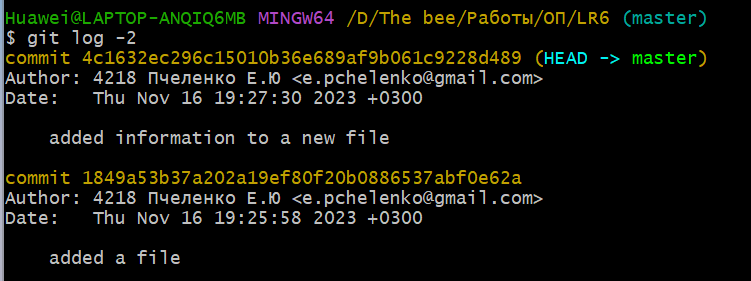 Huawei@LAPTOP-ANQIQ6MB MINGW64 /D/The bee/Работы/ОП/LR6 (master)
$ git log -2
commit 4c1632ec296c15010b36e689af9b061c9228d489 (HEAD -> master)
Author: 4218 Пчеленко Е.Ю <e.pchelenko@gmail.com>
Date:   Thu Nov 16 19:27:30 2023 +0300
added information to a new file
commit 1849a53b37a202a19ef80f20b0886537abf0e62a
Author: 4218 Пчеленко Е.Ю <e.pchelenko@gmail.com>
Date:   Thu Nov 16 19:25:58 2023 +0300
added a file